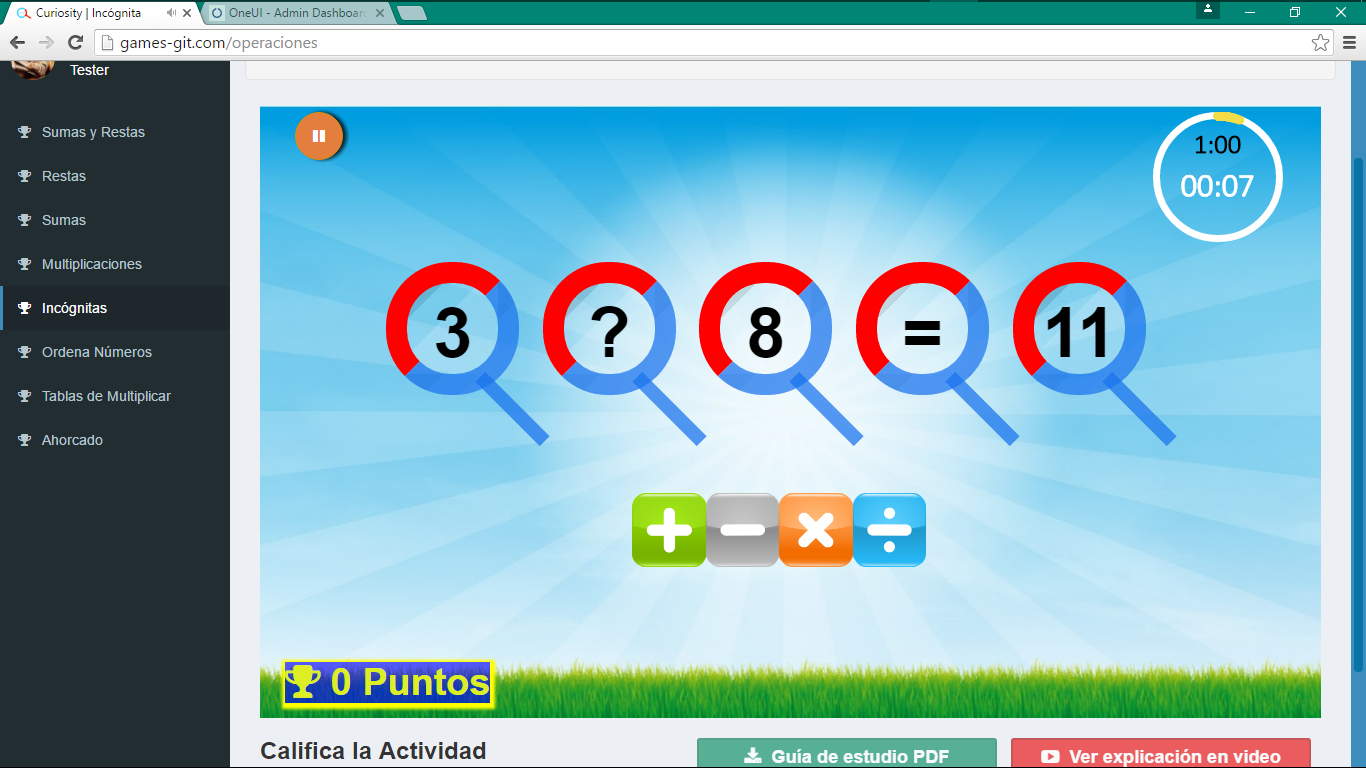 Curiosity | Incógnita
OneUI - Admin Dashboar
games-git.com/operaciones
Tester
Sumas y Restas
Restas
Sumas
Multiplicaciones
Incógnitas
Ordena Números
Tablas de Multiplicar
Ahorcado
1:00
00:07
3 ? 8 = 11
+ − × ÷
0 Puntos
Califica la Actividad
Guía de estudio PDF
Ver explicación en video